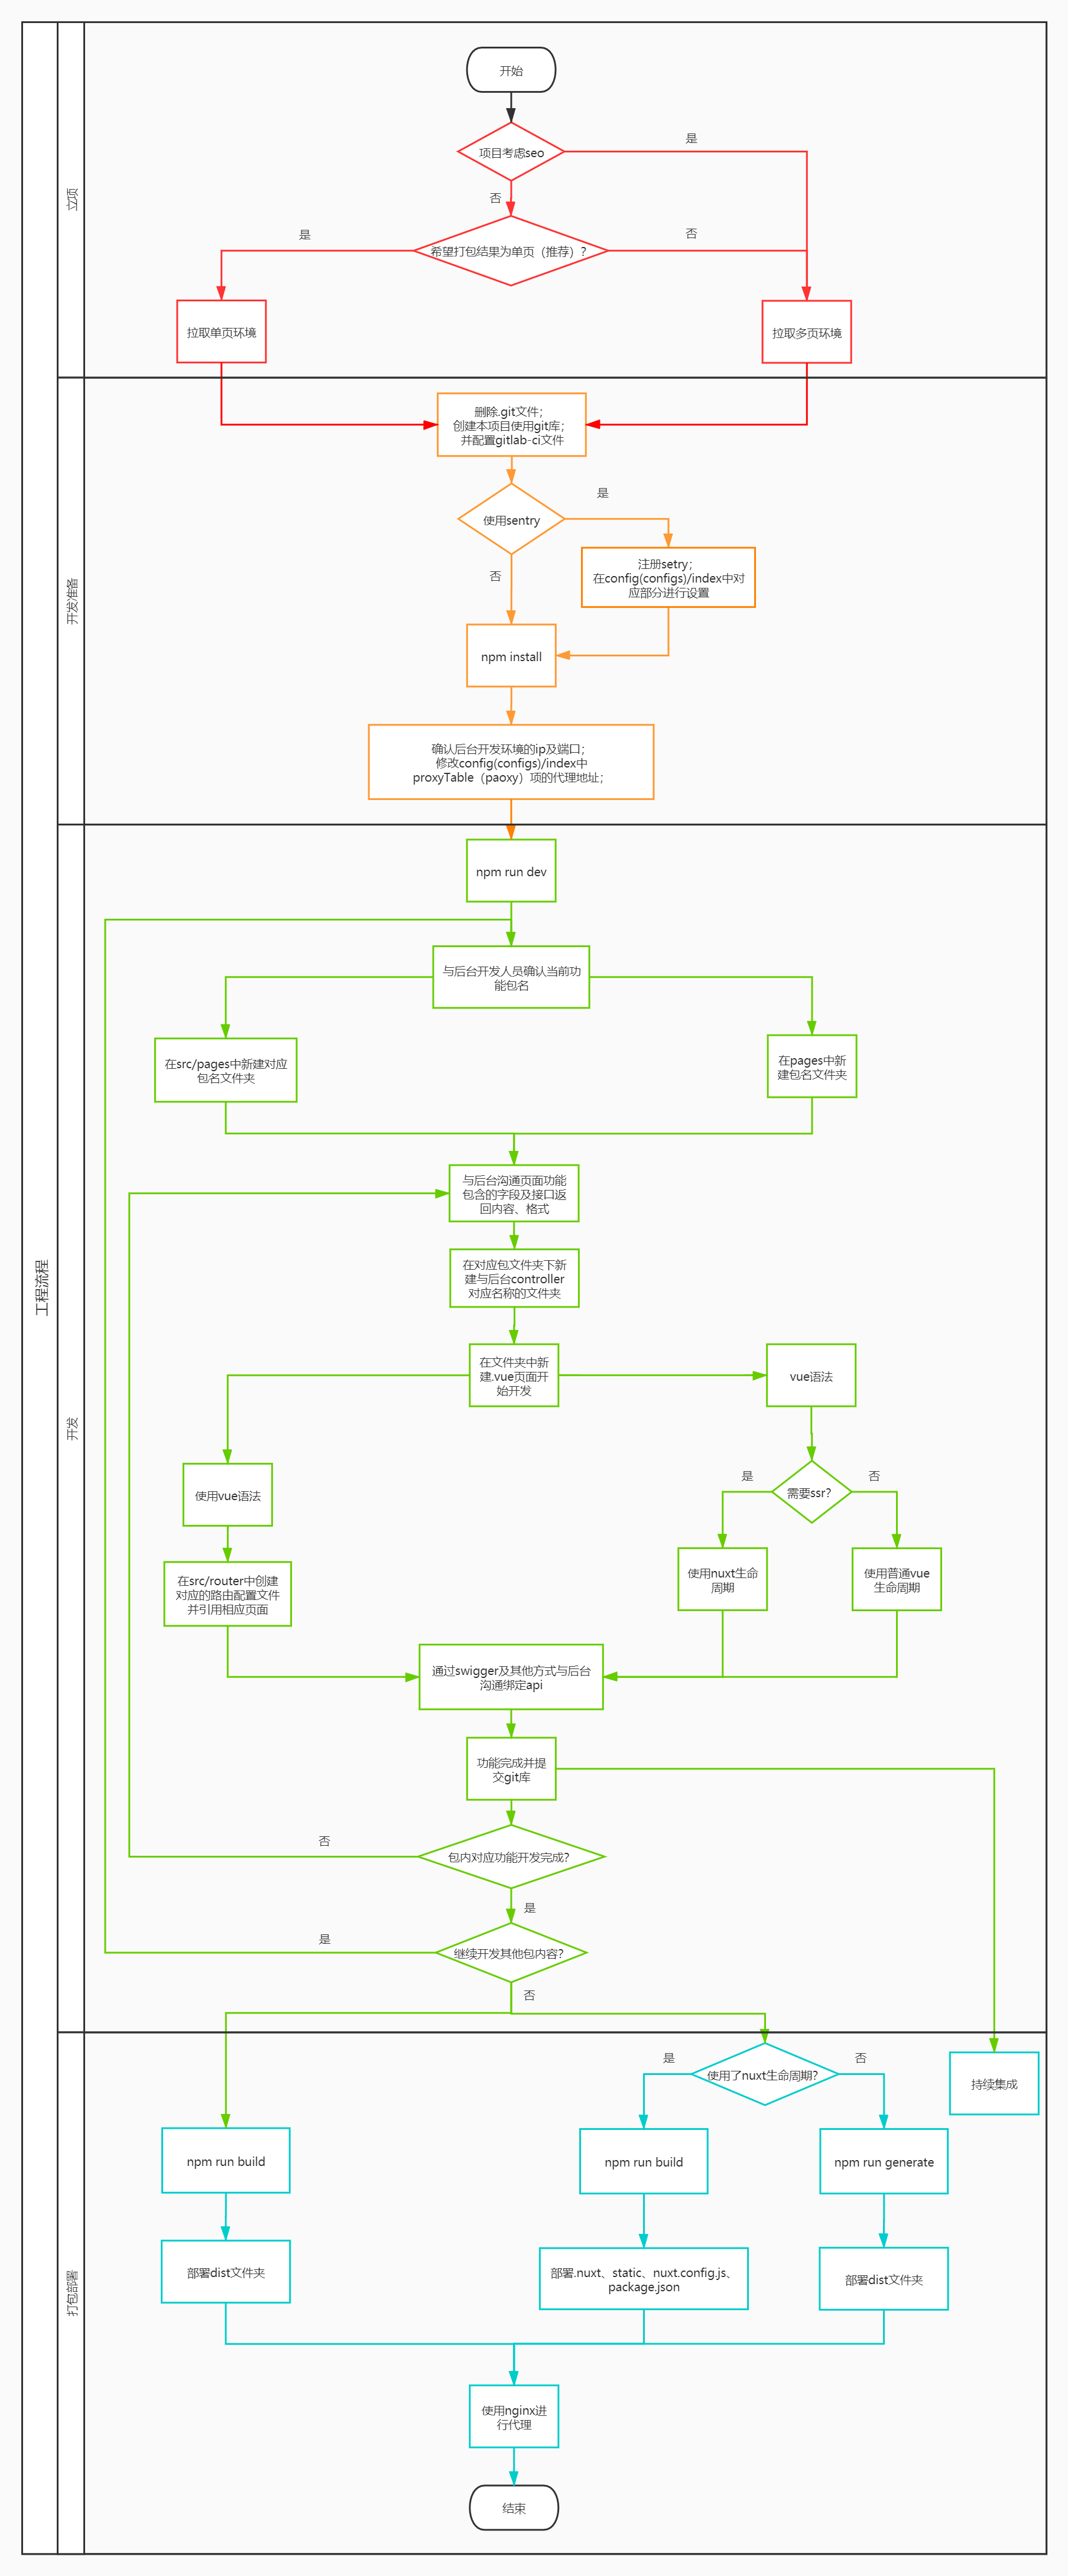 工程流程
立项
开始
项目考虑seo
是
否
希望打包结果为单页（推荐）？
是
否
拉取单页环境
拉取多页环境
开发准备
删除.git文件；
创建本项目使用git库；
并配置gitlab-ci文件
使用sentry
是
否
注册setry；
在config(configs)/index中对
应部分进行设置
npm install
确认后台开发环境的ip及端口；
修改config(configs)/index中
proxyTable（paoxy）项的代理地址；
开发
npm run dev
与后台开发人员确认当前功
能包名
在src/pages中新建对应
包名文件夹
在pages中新
建包名文件夹
与后台沟通页面功能
包含的字段及接口返
回内容、格式
在对应包文件夹下新
建与后台controller
对应名称的文件夹
在文件夹中新
建.vue页面开
始开发
vue语法
使用vue语法
需要ssr？
是
否
使用nuxt生命
周期
使用普通vue
生命周期
在src/router中创建
对应的路由配置文件
并引用相应页面
通过swigger及其他方式与后台
沟通绑定api
功能完成并提
交git库
包内对应功能开发完成？
否
是
继续开发其他包内容？
是
否
打包部署
使用了nuxt生命周期？
是
否
持续集成
npm run build
npm run build
npm run generate
部署dist文件夹
部署.nuxt、static、nuxt.config.js、
package.json
部署dist文件夹
使用nginx进
行代理
结束